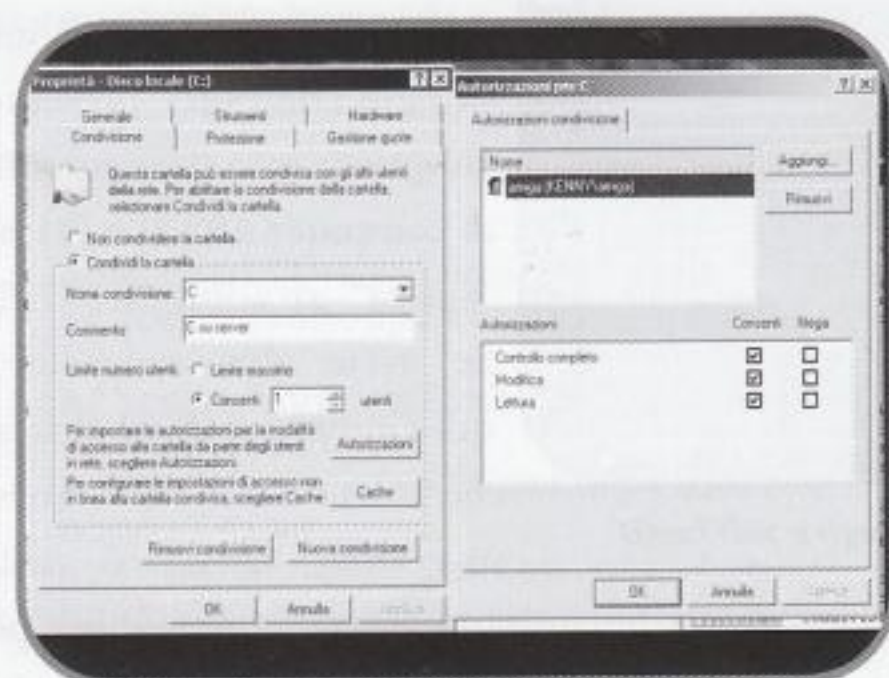 Proprietà - Disco locale (C:)
Generale
Strumenti
Hardware
Condivisione
Protezione
Gestione quote
Questa cartella può essere condivisa con gli altri utenti
della rete. Per abilitare la condivisione della cartella,
selezionare Condividi la cartella.
Non condividere la cartella
Condividi la cartella
Nome condivisione:
C
Commento:
C su server
Limite numero utenti:
Limite massimo
Consenti
1
utenti
Per impostare le autorizzazioni per la modalità
di accesso alla cartella da parte degli utenti
in rete, scegliere Autorizzazioni.
Autorizzazioni
Per configurare le impostazioni di accesso non
in linea alla cartella condivisa, scegliere Cache.
Cache
Rimuovi condivisione
Nuova condivisione
OK
Annulla
Applica
Autorizzazioni per C
Autorizzazioni condivisione
Nome
Aggiungi...
amiga (KENNY\amiga)
Rimuovi
Autorizzazioni:
Consenti
Nega
Controllo completo
Modifica
Lettura
OK
Annulla
Applica